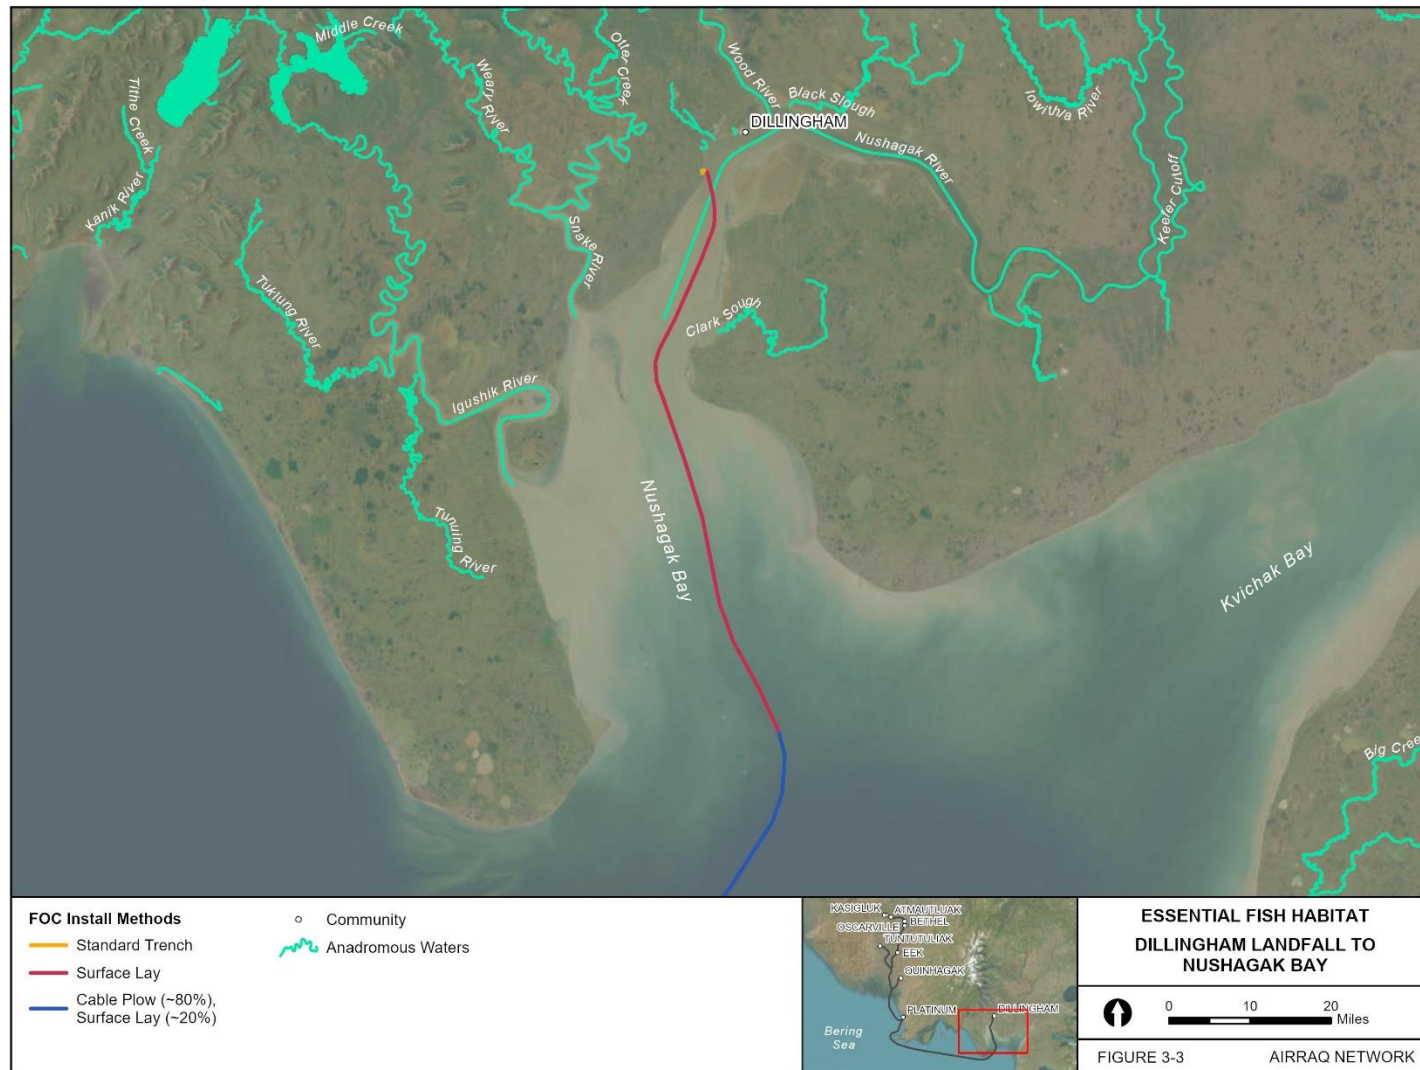 Middle Creek
Tithe Creek
Kanik River
Weary River
Otter Creek
Wood River
Black Slough
DILLINGHAM
Nushagak River
Iowithla River
Keefer Cutoff
Snake River
Tuklung River
Clark Sough
Igushik River
Tunuing River
Nushagak Bay
Kvichak Bay
Big Cree
FOC Install Methods
Standard Trench
Surface Lay
Cable Plow (~80%),
Surface Lay (~20%)
Community
Anadromous Waters
KASIGLUK
ATMAUTLUAK
BETHEL
OSCARVILLE
TUNTUTULIAK
EEK
QUINHAGAK
PLATINUM
DILLINGHAM
Bering
Sea
ESSENTIAL FISH HABITAT
DILLINGHAM LANDFALL TO
NUSHAGAK BAY
0 10 20
Miles
FIGURE 3-3 AIRRAQ NETWORK